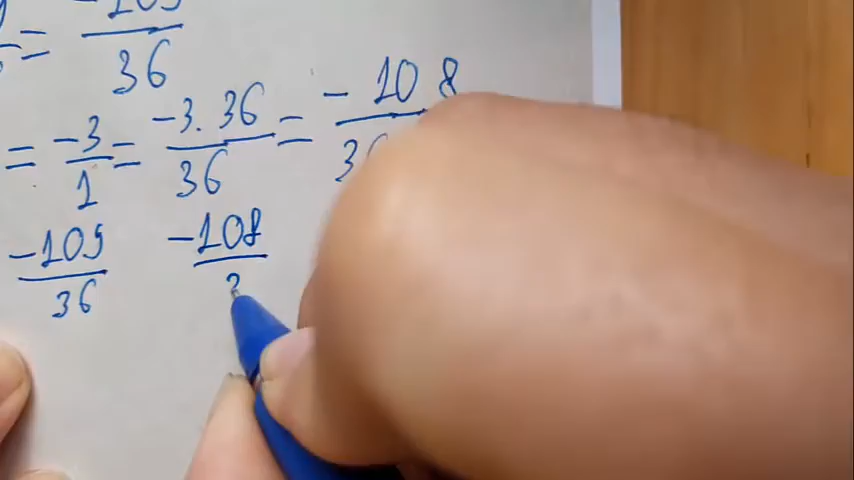 = -105/36
= -3/1 = -3.36/36 = -108/36
-105/36 -108/3